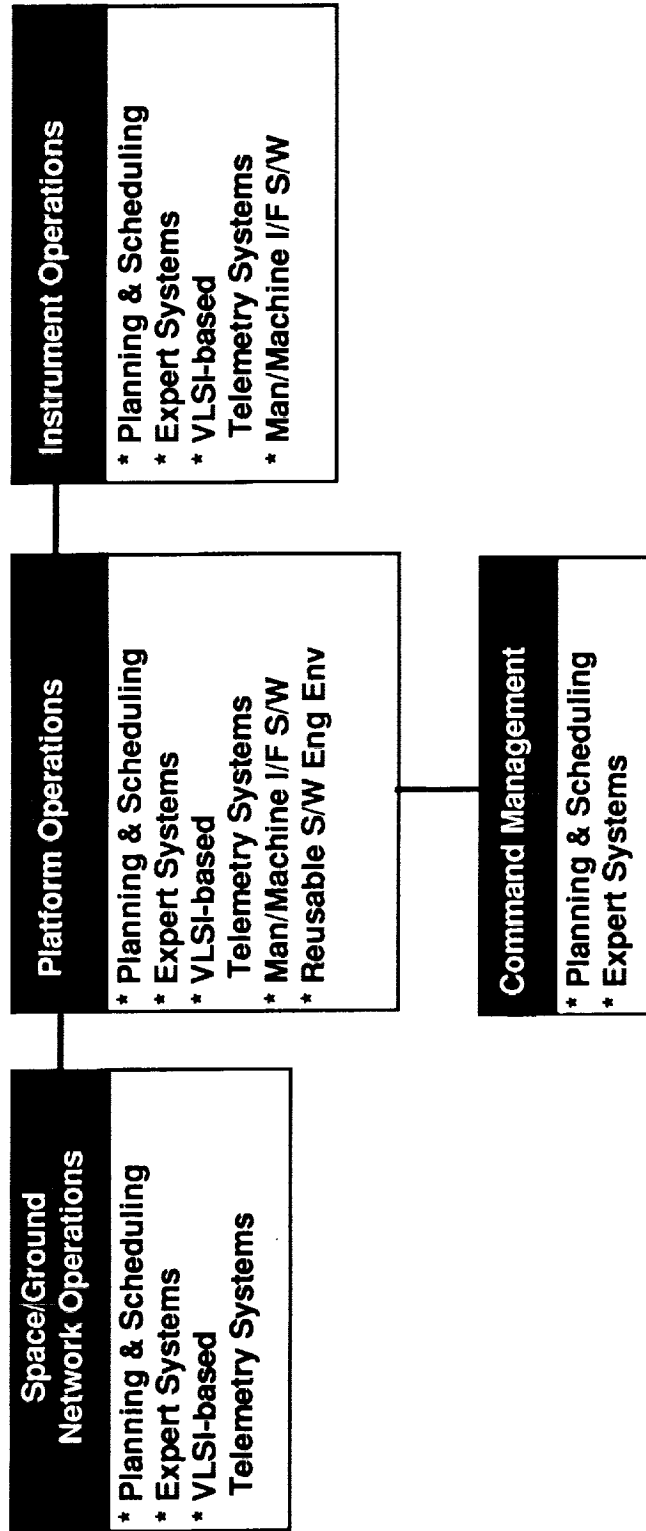 Space/Ground
Network Operations
* Planning & Scheduling
* Expert Systems
* VLSI-based
Telemetry Systems
Platform Operations
* Planning & Scheduling
* Expert Systems
* VLSI-based
Telemetry Systems
* Man/Machine I/F S/W
* Reusable S/W Eng Env
Instrument Operations
* Planning & Scheduling
* Expert Systems
* VLSI-based
Telemetry Systems
* Man/Machine I/F S/W
Command Management
* Planning & Scheduling
* Expert Systems